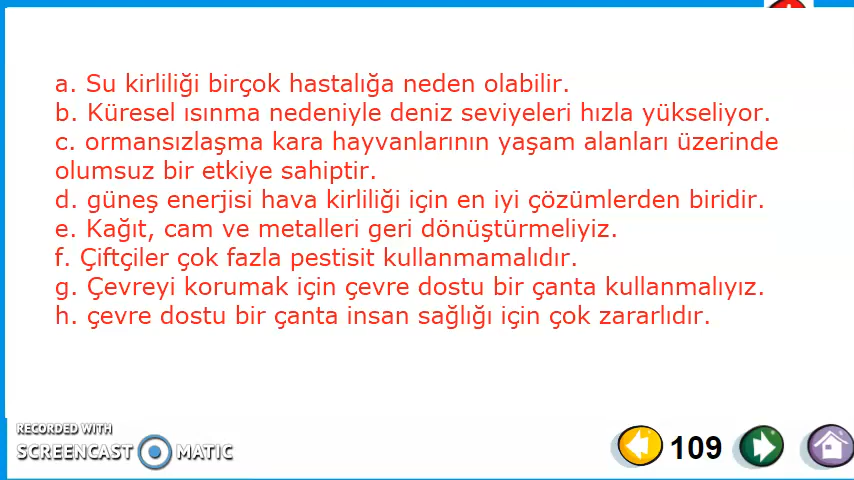 a. Su kirliliği birçok hastalığa neden olabilir.
b. Küresel ısınma nedeniyle deniz seviyeleri hızla yükseliyor.
c. ormansızlaşma kara hayvanlarının yaşam alanları üzerinde
olumsuz bir etkiye sahiptir.
d. güneş enerjisi hava kirliliği için en iyi çözümlerden biridir.
e. Kağıt, cam ve metalleri geri dönüştürmeliyiz.
f. Çiftçiler çok fazla pestisit kullanmamalıdır.
g. Çevreyi korumak için çevre dostu bir çanta kullanmalıyız.
h. çevre dostu bir çanta insan sağlığı için çok zararlıdır.
RECORDED WITH
SCREENCAST MATIC
109